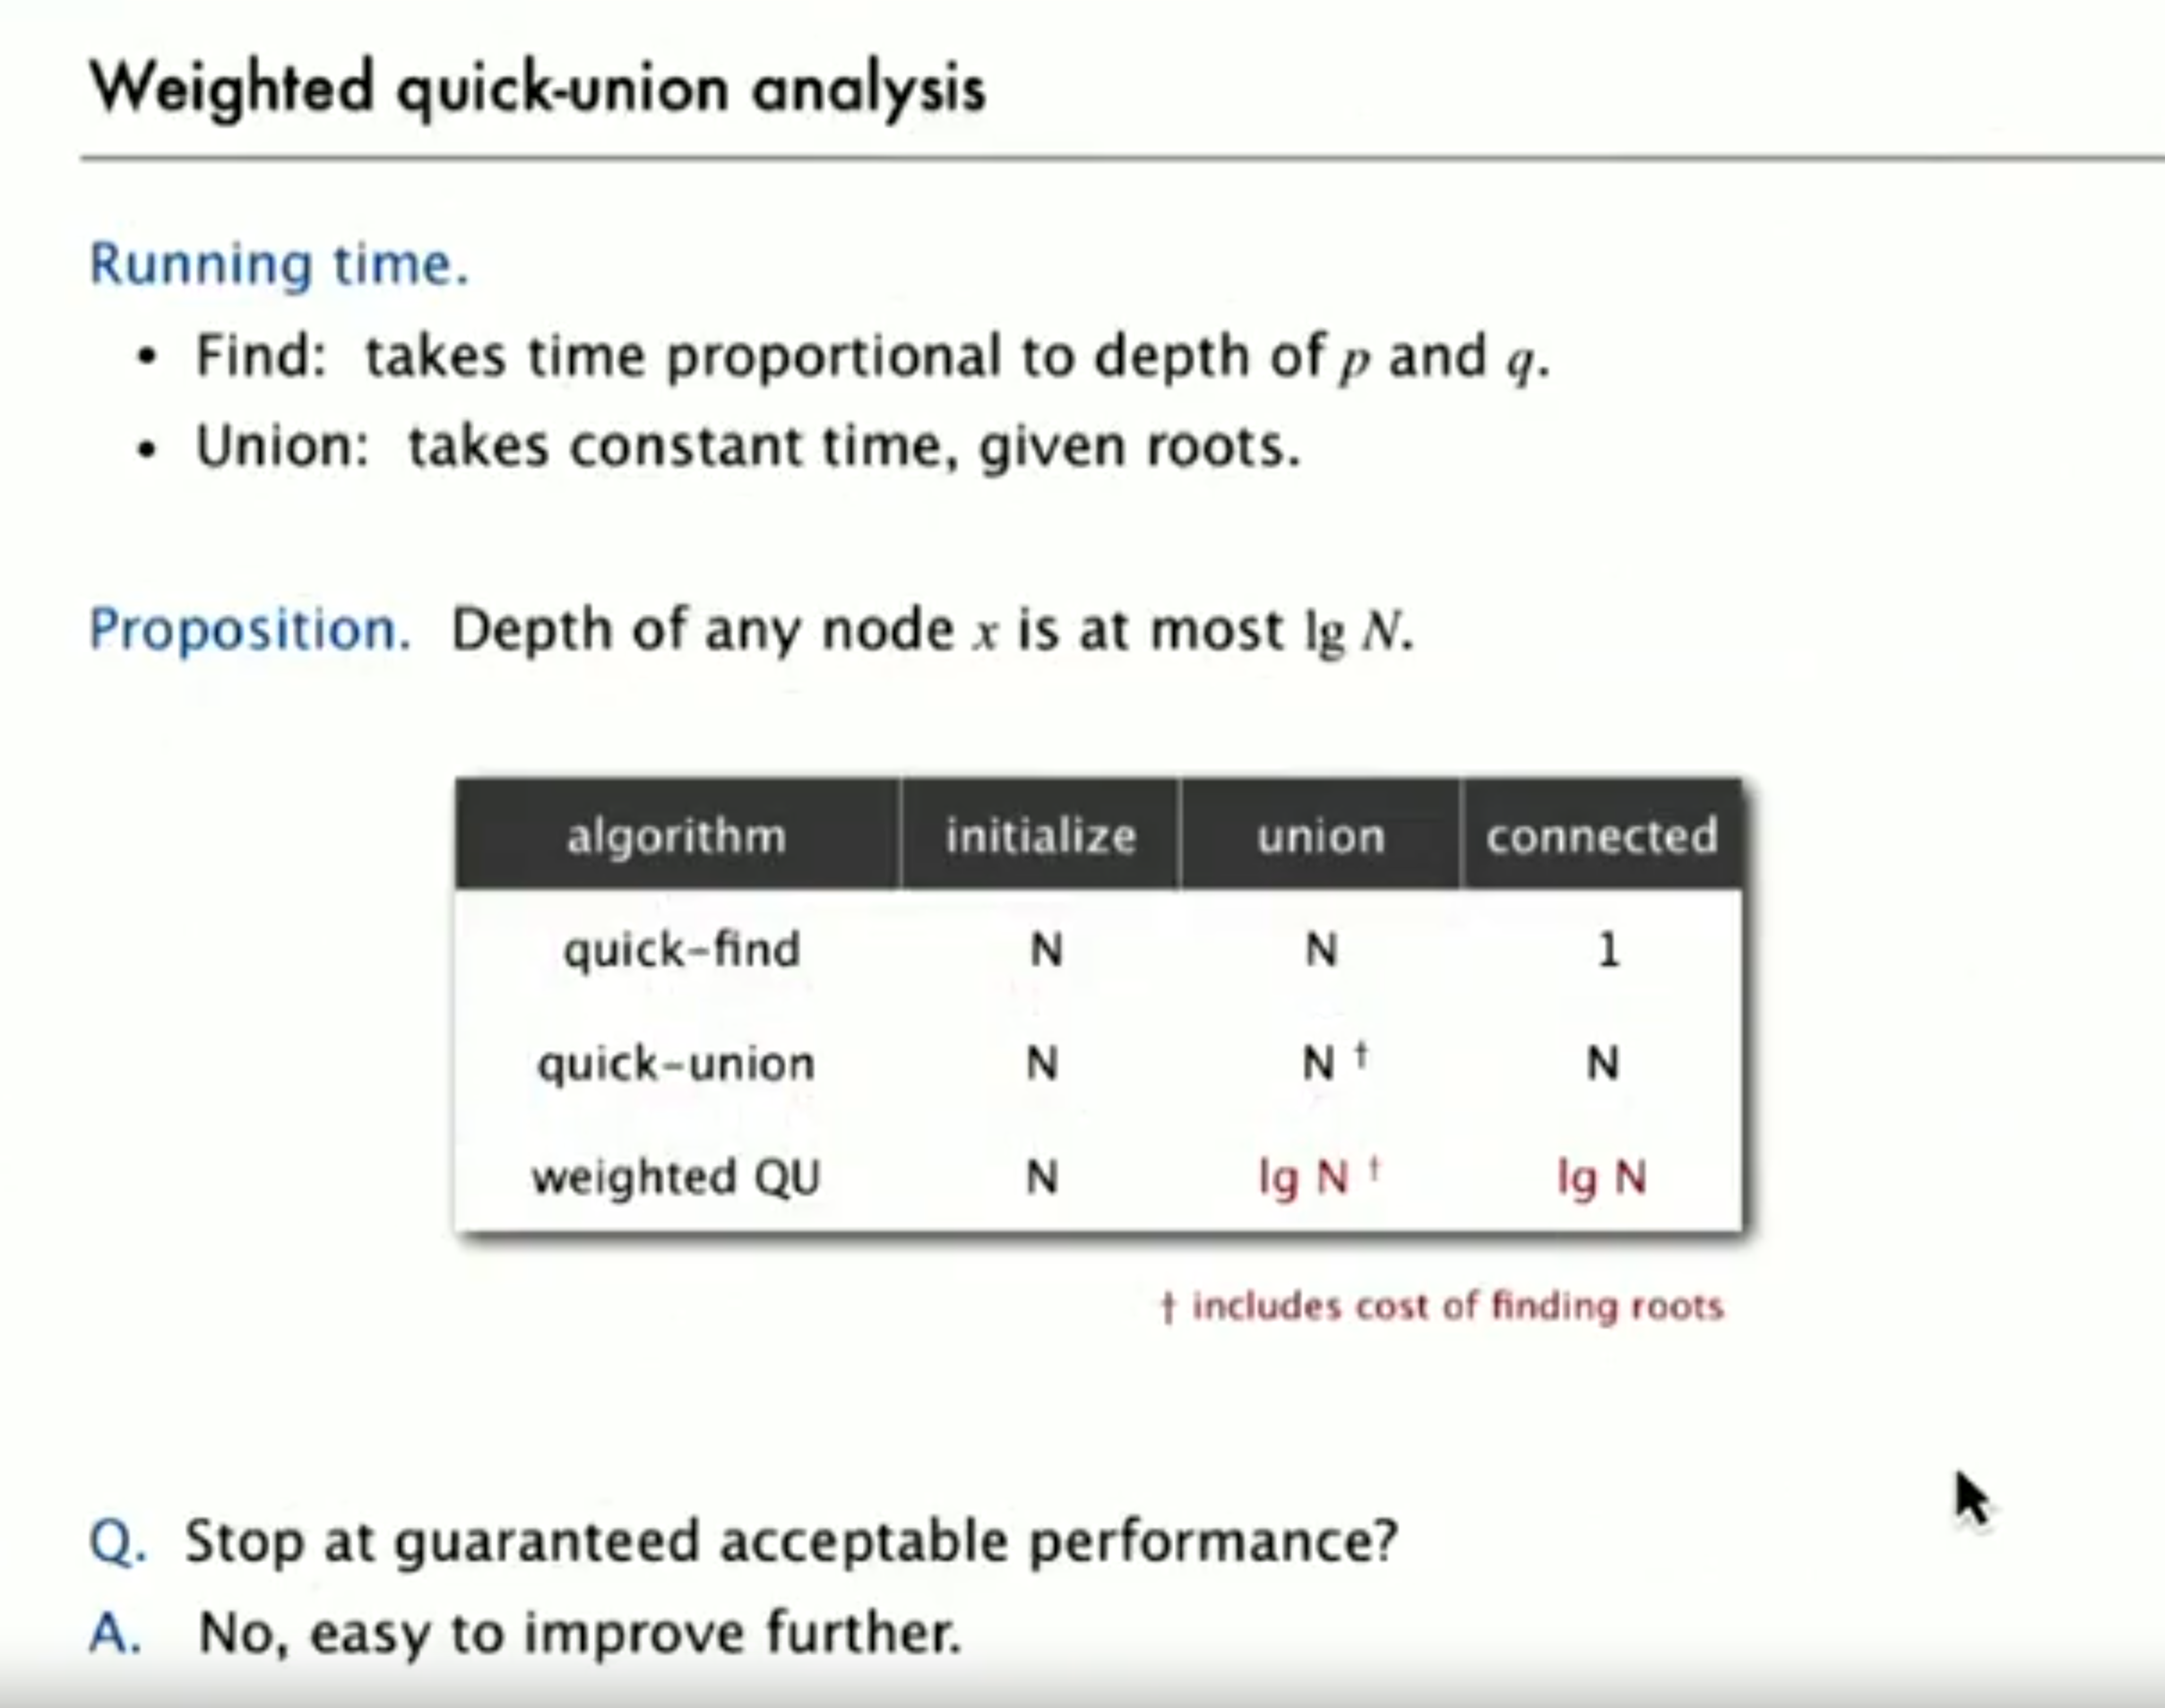 Weighted quick-union analysis
Running time.
• Find: takes time proportional to depth of p and q.
• Union: takes constant time, given roots.
Proposition. Depth of any node x is at most lg N.
algorithm initialize union connected
quick-find N N 1
quick-union N N † N
weighted QU N lg N † lg N
† includes cost of finding roots
Q. Stop at guaranteed acceptable performance?
A. No, easy to improve further.